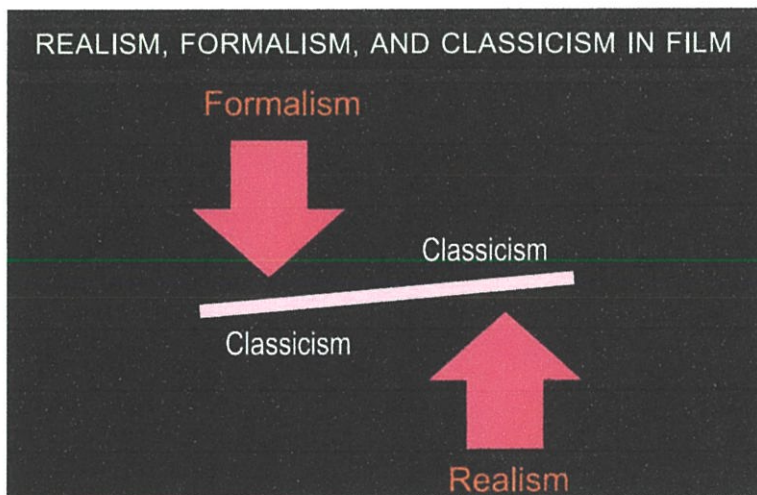 REALISM, FORMALISM, AND CLASSICISM IN FILM
Formalism
Classicism
Classicism
Realism